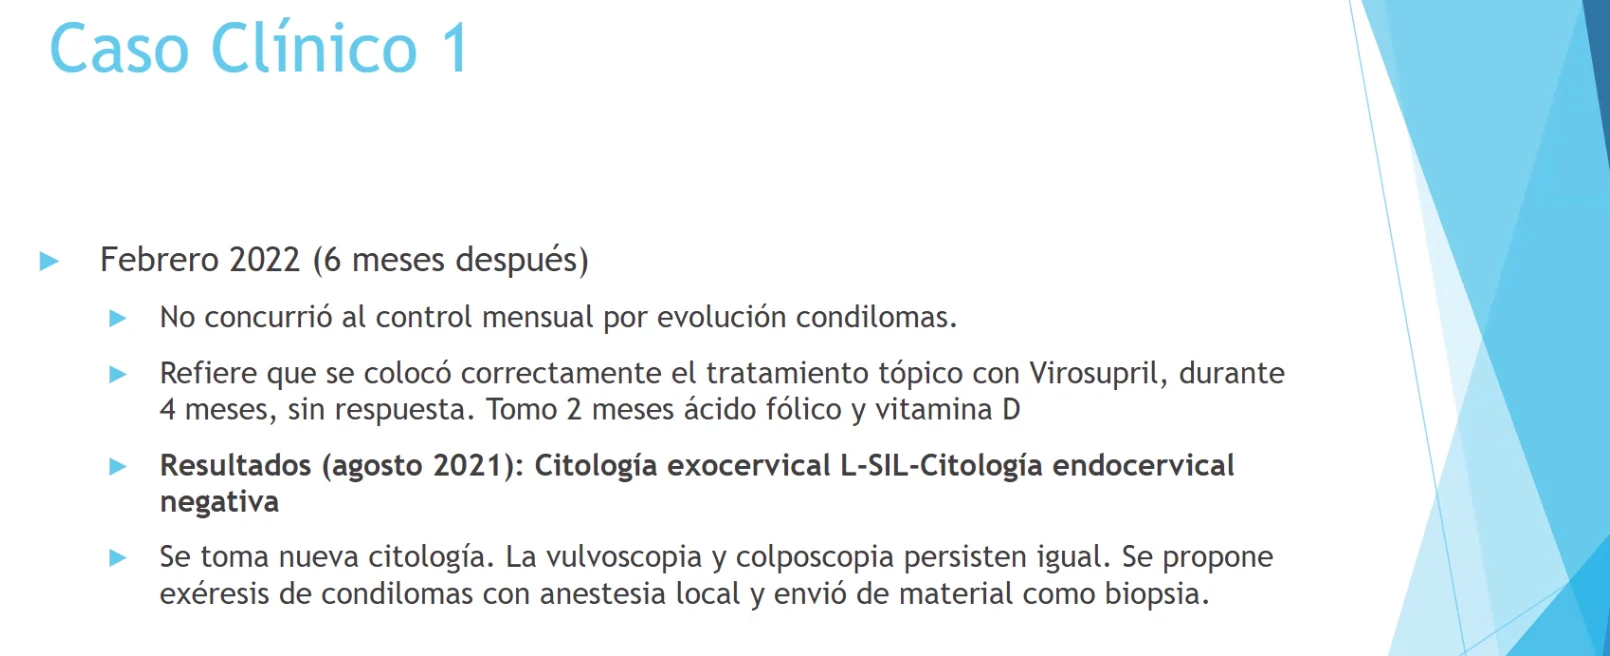 Caso Clínico 1
Febrero 2022 (6 meses después)
No concurrió al control mensual por evolución condilomas.
Refiere que se colocó correctamente el tratamiento tópico con Virosupril, durante
4 meses, sin respuesta. Tomo 2 meses ácido fólico y vitamina D
Resultados (agosto 2021): Citología exocervical L-SIL-Citología endocervical
negativa
Se toma nueva citología. La vulvoscopia y colposcopia persisten igual. Se propone
exéresis de condilomas con anestesia local y envió de material como biopsia.